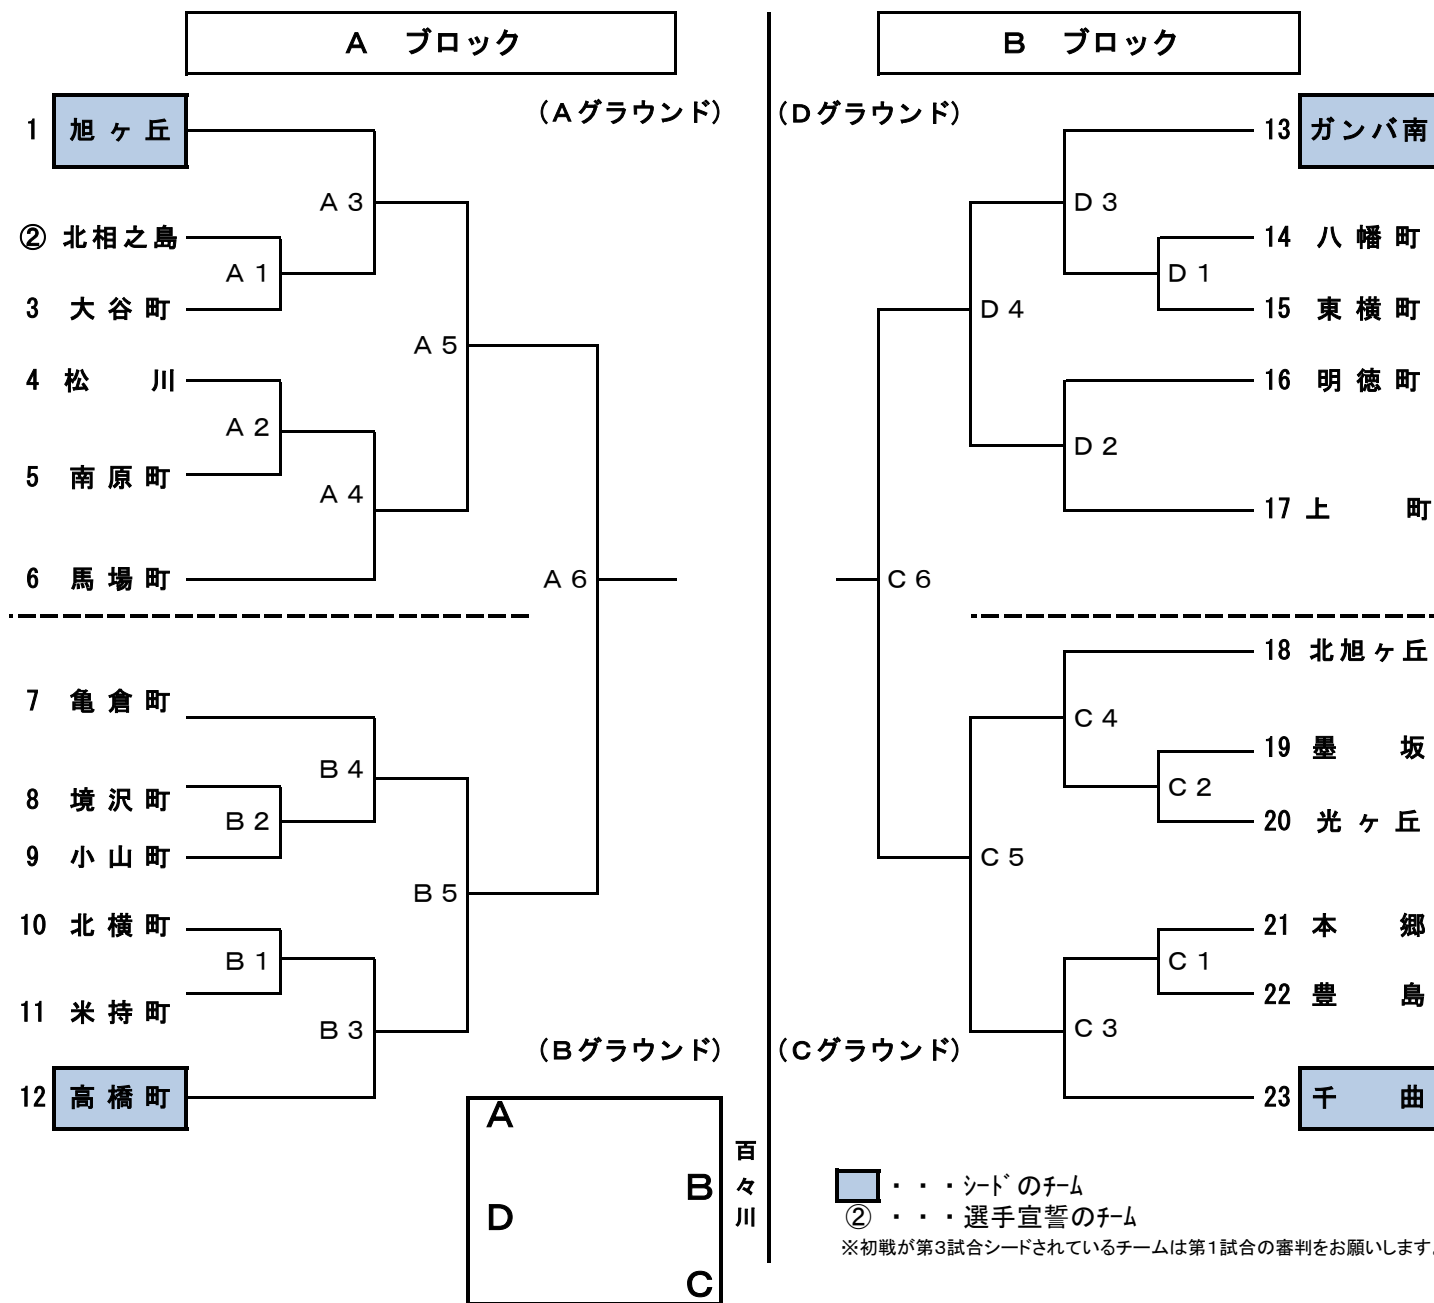 A ブロック
B ブロック
(Aグラウンド)
(Dグラウンド)
1 旭ヶ丘
② 北相之島
3 大谷町
4 松川
5 南原町
6 馬場町
7 亀倉町
8 境沢町
9 小山町
10 北横町
11 米持町
12 高橋町
A3
A1
A5
A2
A4
A6
B4
B2
B5
B1
B3
(Bグラウンド)
(Cグラウンド)
13 ガンバ南
14 八幡町
15 東横町
16 明徳町
17 上町
18 北旭ヶ丘
19 墨坂
20 光ヶ丘
21 本郷
22 豊島
23 千曲
D3
D1
D4
D2
C6
C4
C2
C5
C1
C3
A
B
D
C
百々川
・・・シードのチーム
② ・・・選手宣誓のチーム
※初戦が第3試合シードされているチームは第1試合の審判をお願いします。